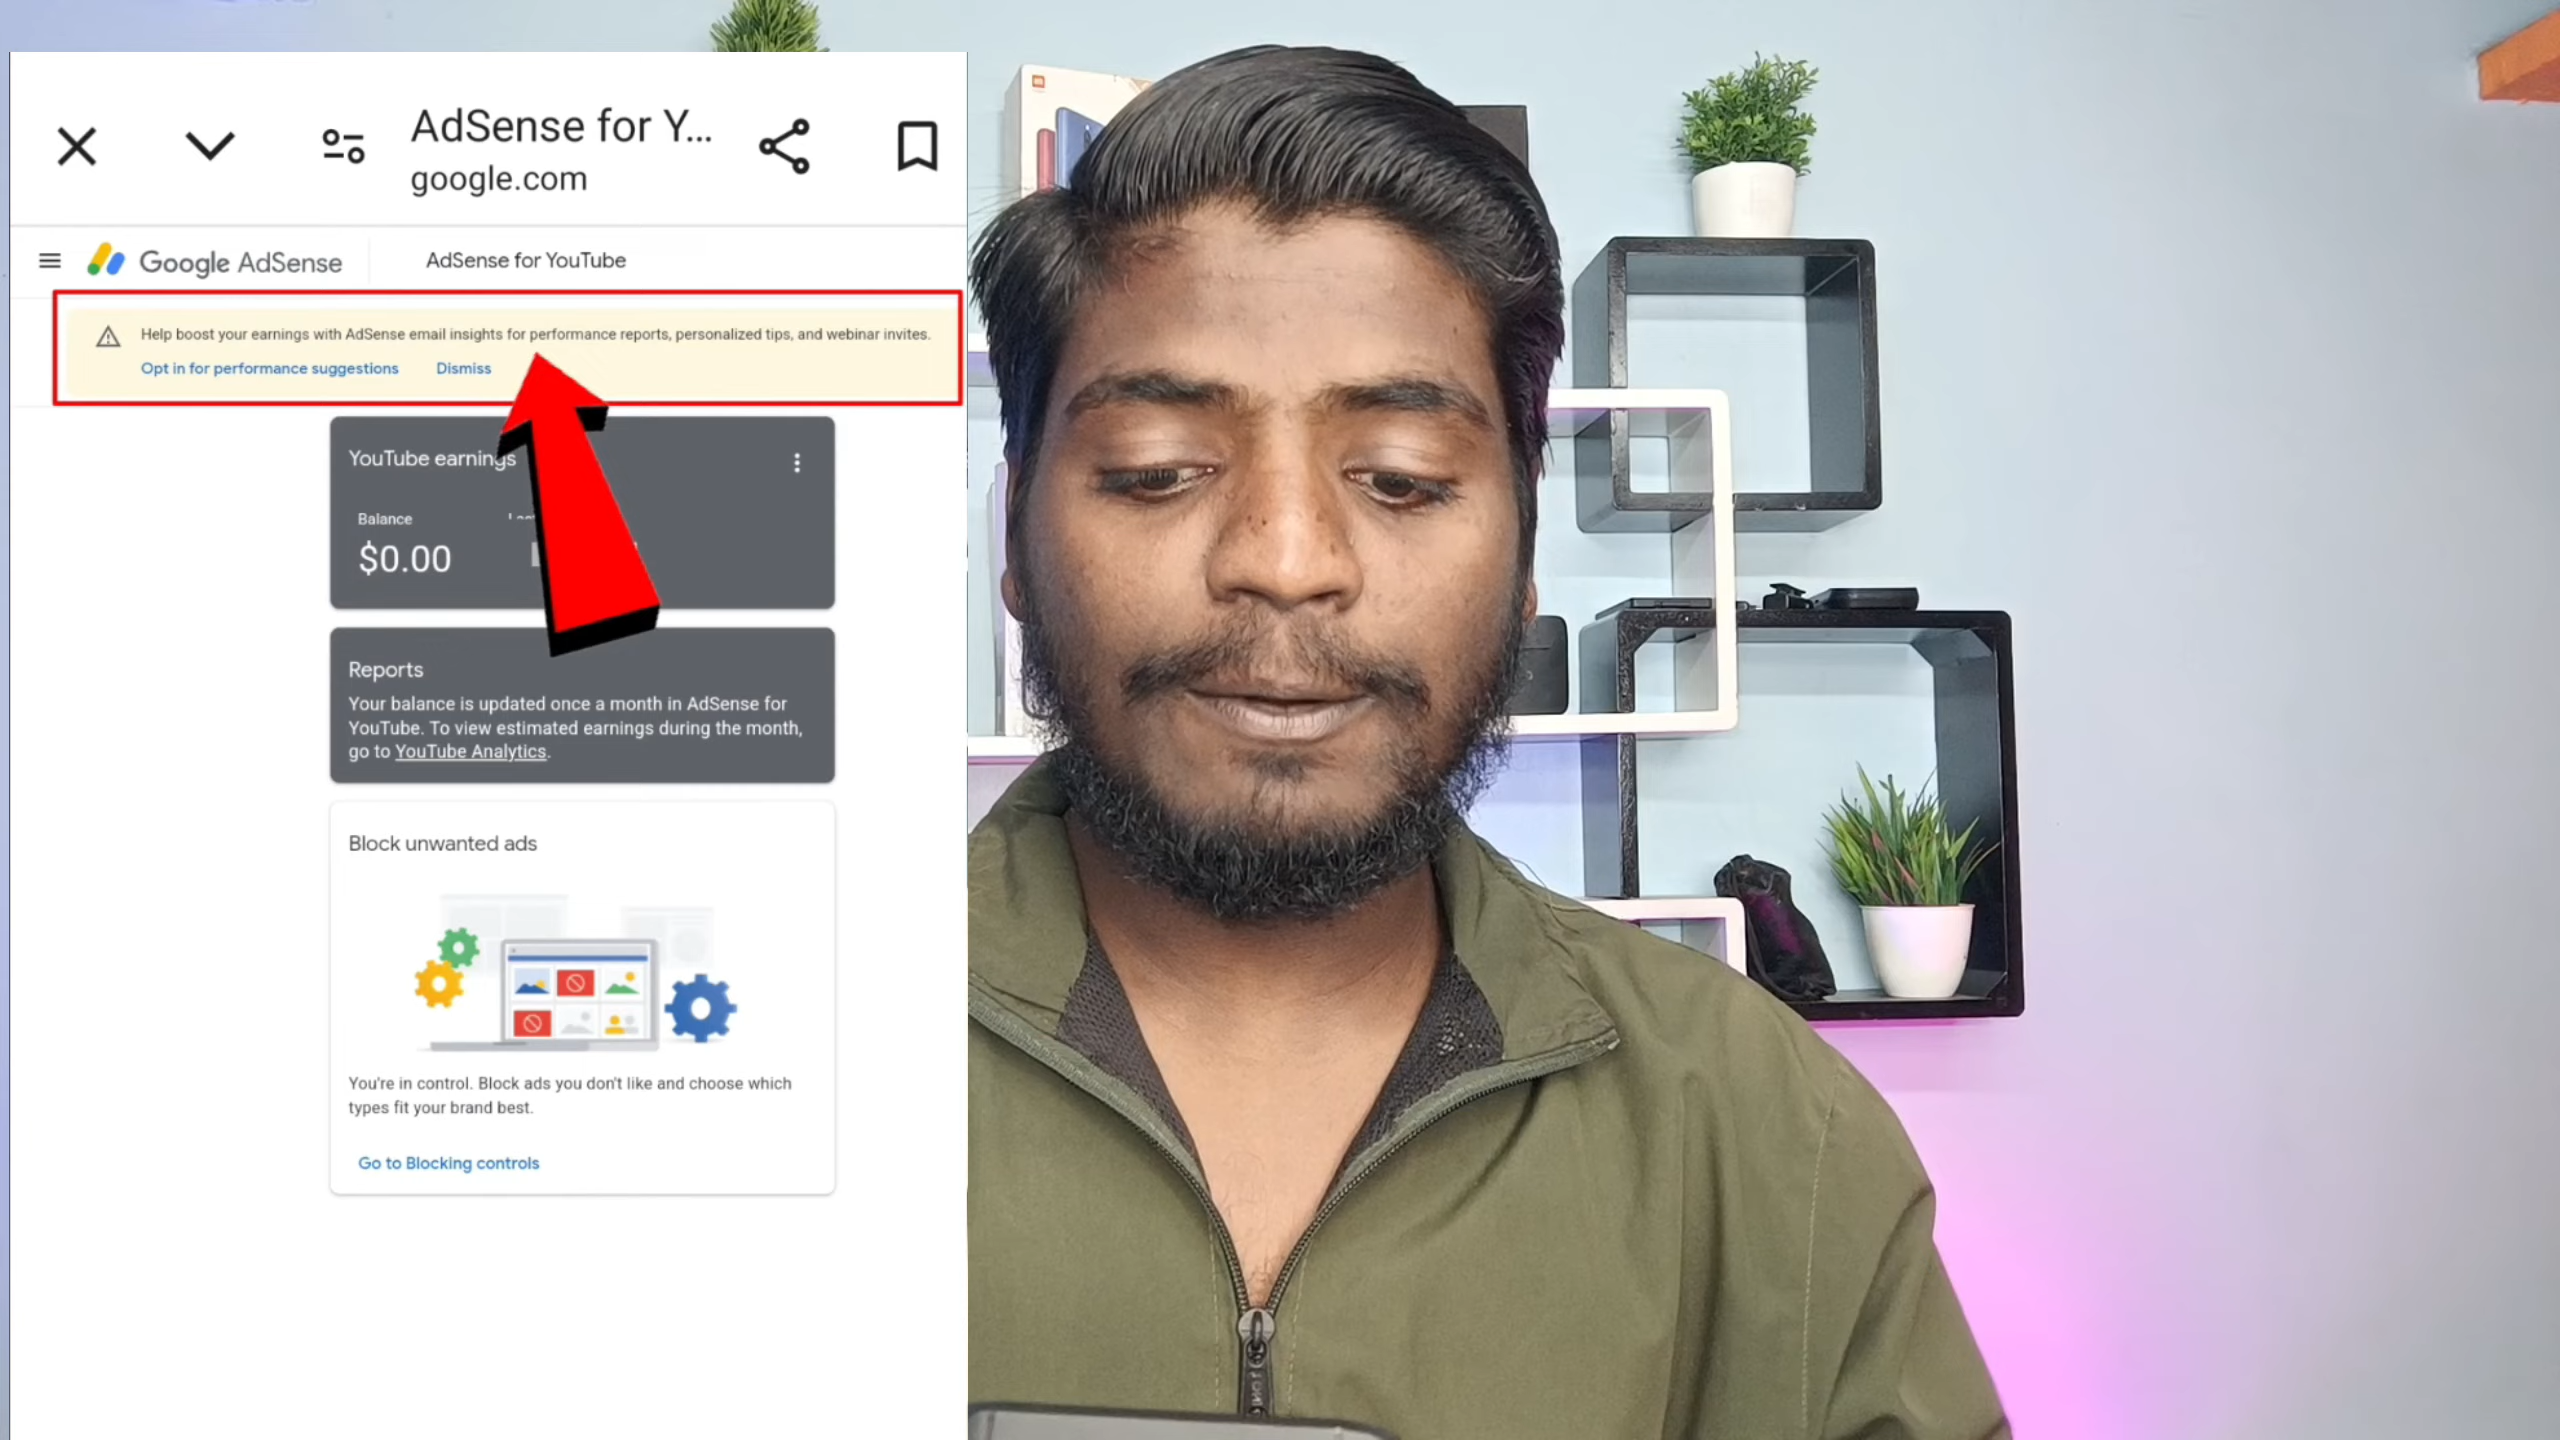 AdSense for Y...
google.com
Google AdSense
AdSense for YouTube
Help boost your earnings with AdSense email insights for performance reports, personalized tips, and webinar invites.
Opt in for performance suggestions Dismiss
YouTube earnings
Balance
$0.00
Reports
Your balance is updated once a month in AdSense for
YouTube. To view estimated earnings during the month,
go to YouTube Analytics.
Block unwanted ads
You're in control. Block ads you don't like and choose which
types fit your brand best.
Go to Blocking controls